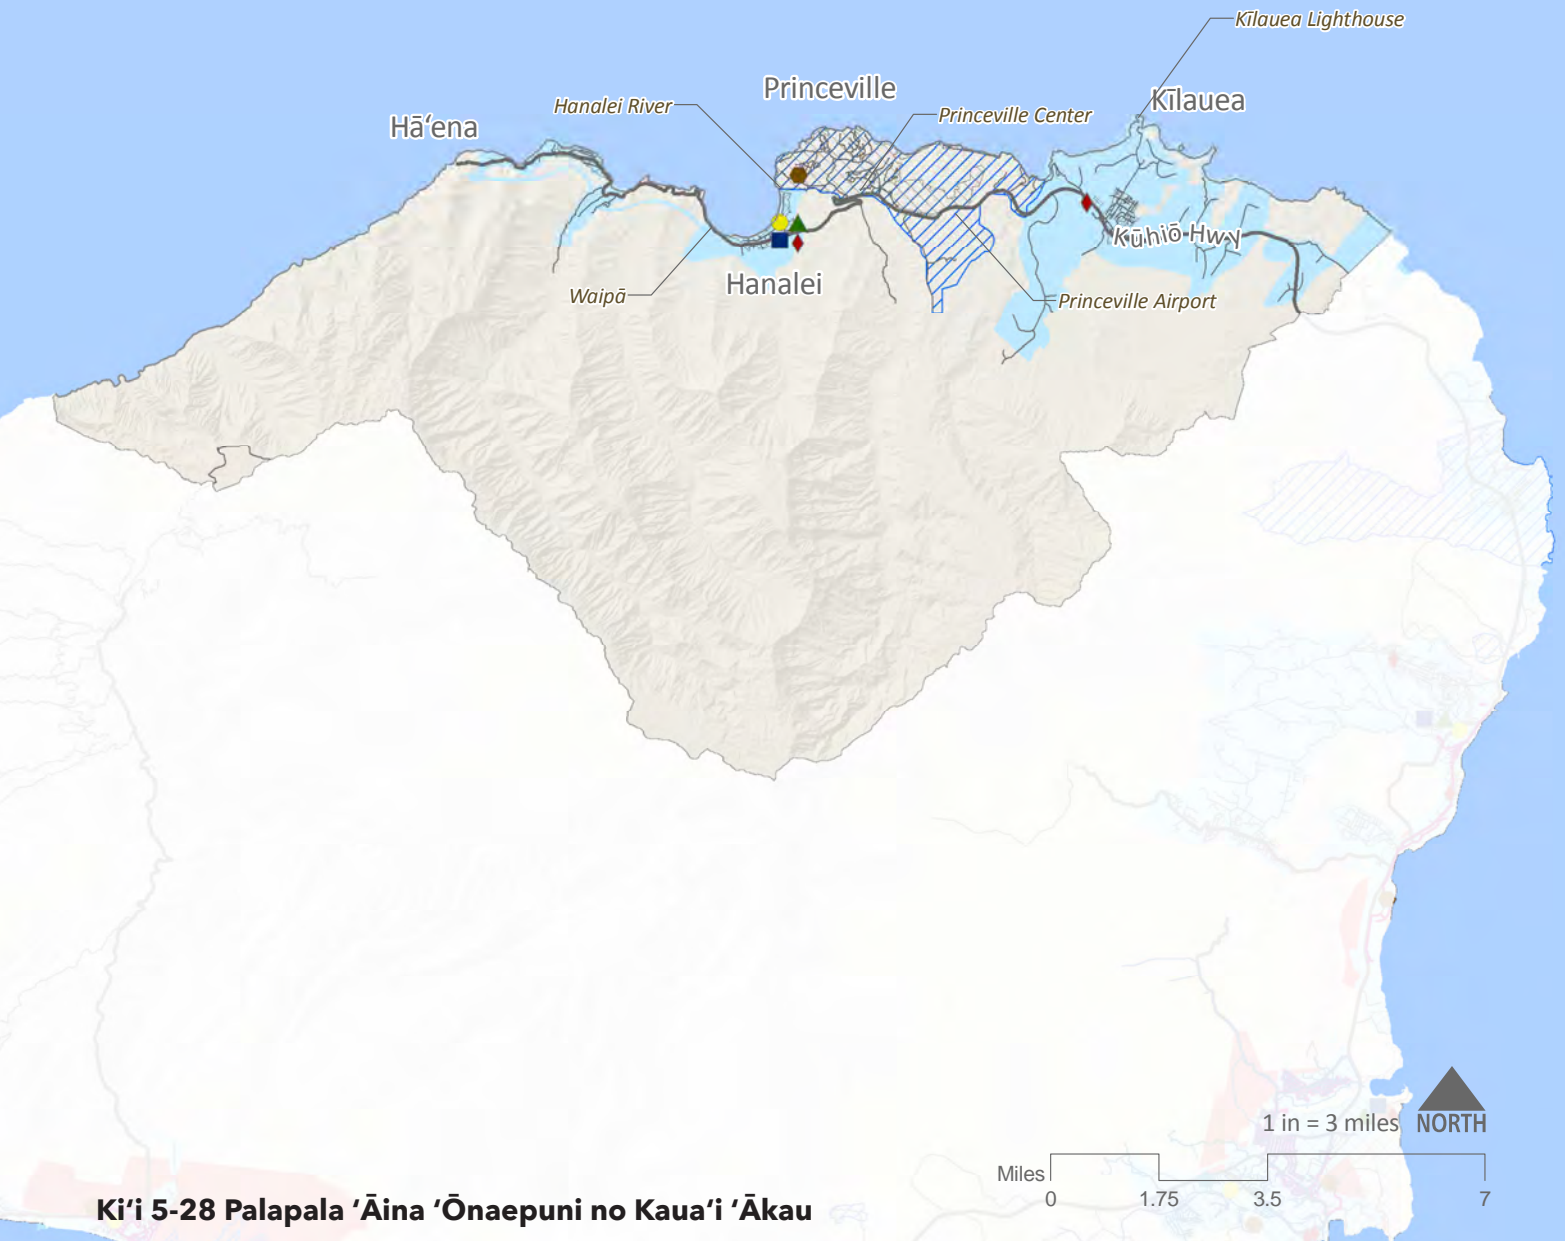 Kīlauea Lighthouse
Princeville
Kīlauea
Hanalei River
Princeville Center
Hā‘ena
Kūhiō Hwy
Hanalei
Waipā
Princeville Airport
1 in = 3 miles
NORTH
Miles
0 1.75 3.5 7
Ki‘i 5-28 Palapala ‘Āina ‘Ōnaepuni no Kaua‘i ‘Ākau